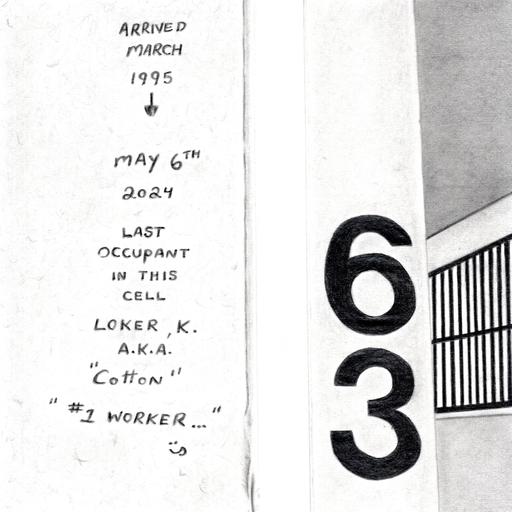 ARRIVED
MARCH
1995
↓
MAY 6TH
2024
LAST
OCCUPANT
IN THIS
CELL
LOKER, K.
A.K.A.
"Cotton"
"#1 WORKER..."
63